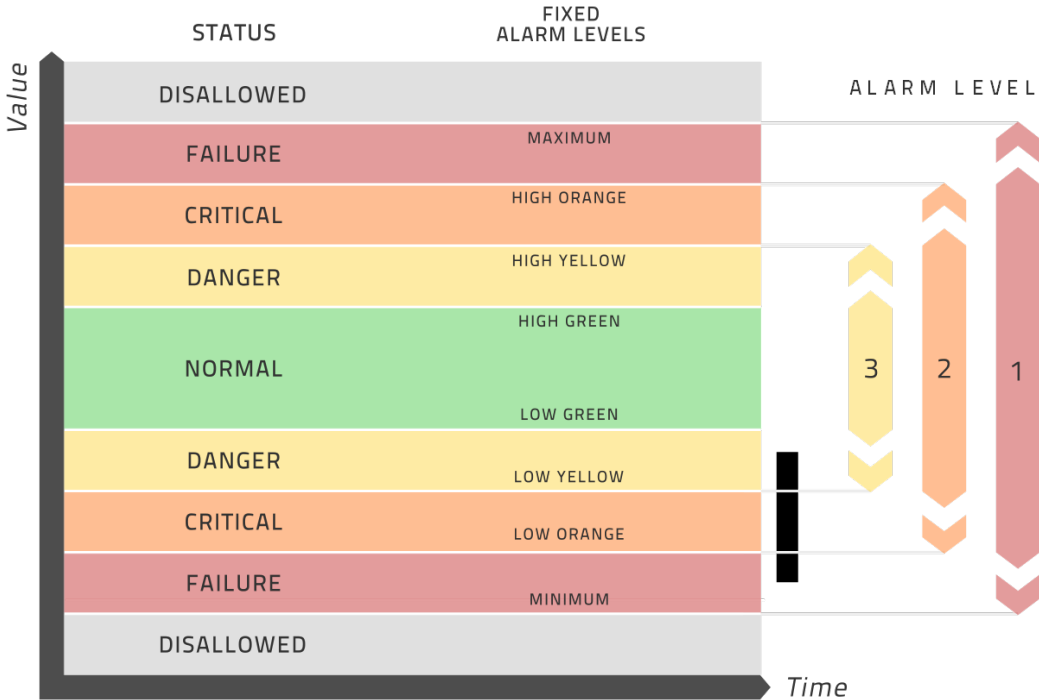 STATUS
FIXED
ALARM LEVELS
Value
DISALLOWED
ALARM LEVEL
MAXIMUM
FAILURE
HIGH ORANGE
CRITICAL
HIGH YELLOW
DANGER
HIGH GREEN
NORMAL
3
2
1
LOW GREEN
DANGER
LOW YELLOW
CRITICAL
LOW ORANGE
FAILURE
MINIMUM
DISALLOWED
Time